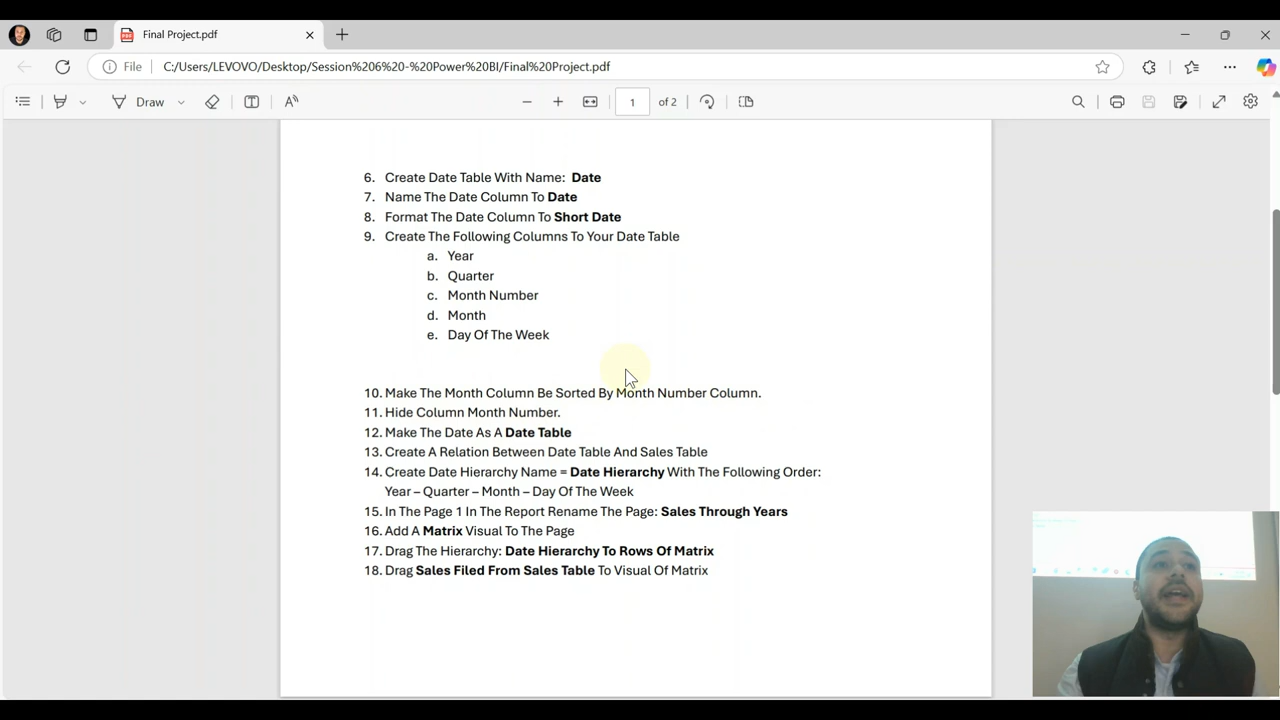 Final Project.pdf
File
C:/Users/LEVOVO/Desktop/Session%206%20-%20Power%20BI/Final%20Project.pdf
Draw
1
of 2
6. Create Date Table With Name: Date
7. Name The Date Column To Date
8. Format The Date Column To Short Date
9. Create The Following Columns To Your Date Table
a. Year
b. Quarter
c. Month Number
d. Month
e. Day Of The Week
10. Make The Month Column Be Sorted By Month Number Column.
11. Hide Column Month Number.
12. Make The Date As A Date Table
13. Create A Relation Between Date Table And Sales Table
14. Create Date Hierarchy Name = Date Hierarchy With The Following Order:
Year – Quarter – Month – Day Of The Week
15. In The Page 1 In The Report Rename The Page: Sales Through Years
16. Add A Matrix Visual To The Page
17. Drag The Hierarchy: Date Hierarchy To Rows Of Matrix
18. Drag Sales Filed From Sales Table To Visual Of Matrix